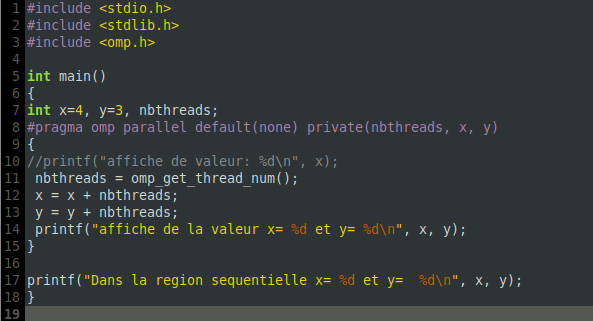 1 #include <stdio.h>
2 #include <stdlib.h>
3 #include <omp.h>
4
5 int main()
6 {
7 int x=4, y=3, nbthreads;
8 #pragma omp parallel default(none) private(nbthreads, x, y)
9 {
10 //printf("affiche de valeur: %d\n", x);
11  nbthreads = omp_get_thread_num();
12  x = x + nbthreads;
13  y = y + nbthreads;
14  printf("affiche de la valeur x= %d et y= %d\n", x, y);
15 }
16
17 printf("Dans la region sequentielle x= %d et y=  %d\n", x, y);
18 }
19